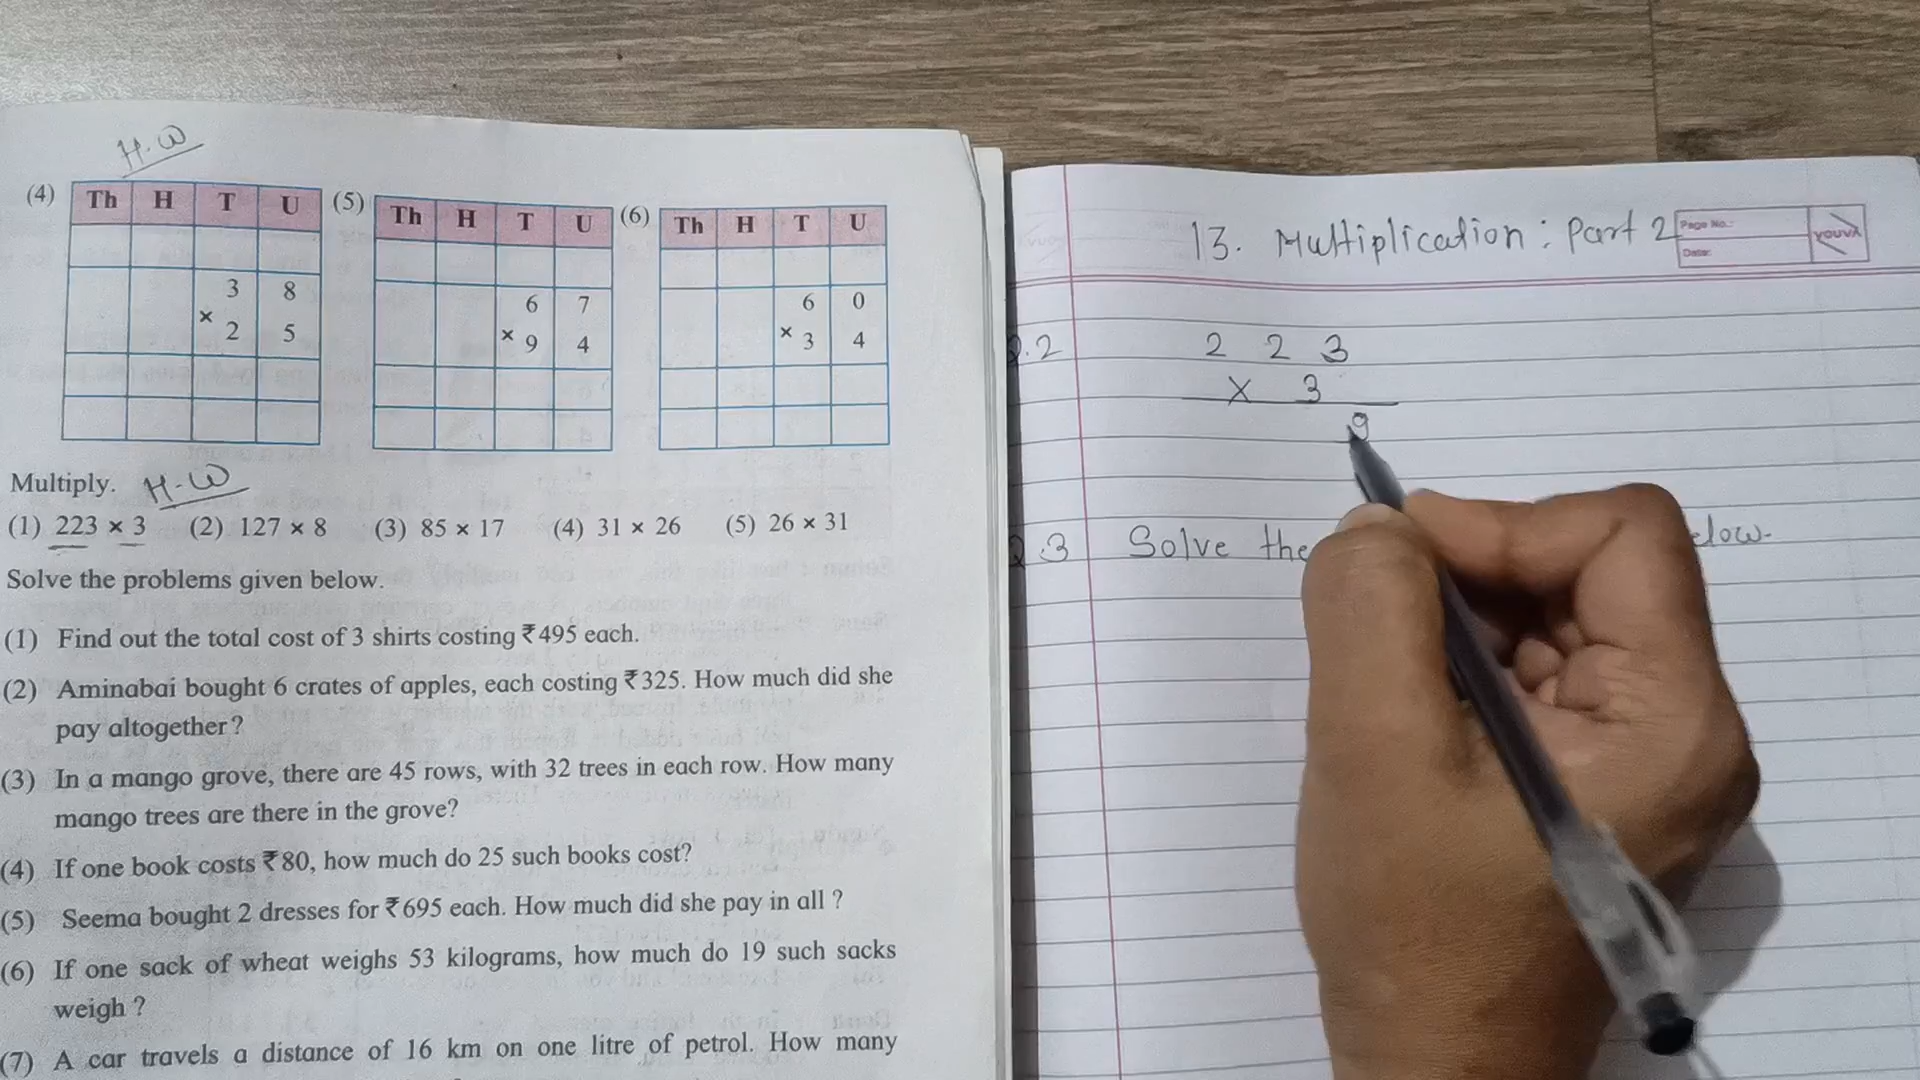 H.W
(4) Th H T U (5) Th H T U (6) Th H T U
3 8 6 7 6 0
× 2 5 × 9 4 × 3 4
Multiply. H.W
(1) 223 × 3 (2) 127 × 8 (3) 85 × 17 (4) 31 × 26 (5) 26 × 31
Solve the problems given below.
(1) Find out the total cost of 3 shirts costing ₹495 each.
(2) Aminabai bought 6 crates of apples, each costing ₹325. How much did she
pay altogether?
(3) In a mango grove, there are 45 rows, with 32 trees in each row. How many
mango trees are there in the grove?
(4) If one book costs ₹80, how much do 25 such books cost?
(5) Seema bought 2 dresses for ₹695 each. How much did she pay in all ?
(6) If one sack of wheat weighs 53 kilograms, how much do 19 such sacks
weigh ?
(7) A car travels a distance of 16 km on one litre of petrol. How many
13. Multiplication : Part 2
Page No.:
Date:
YOUVA
Q.2 2 2 3
× 3
9
Q.3 Solve the elow.